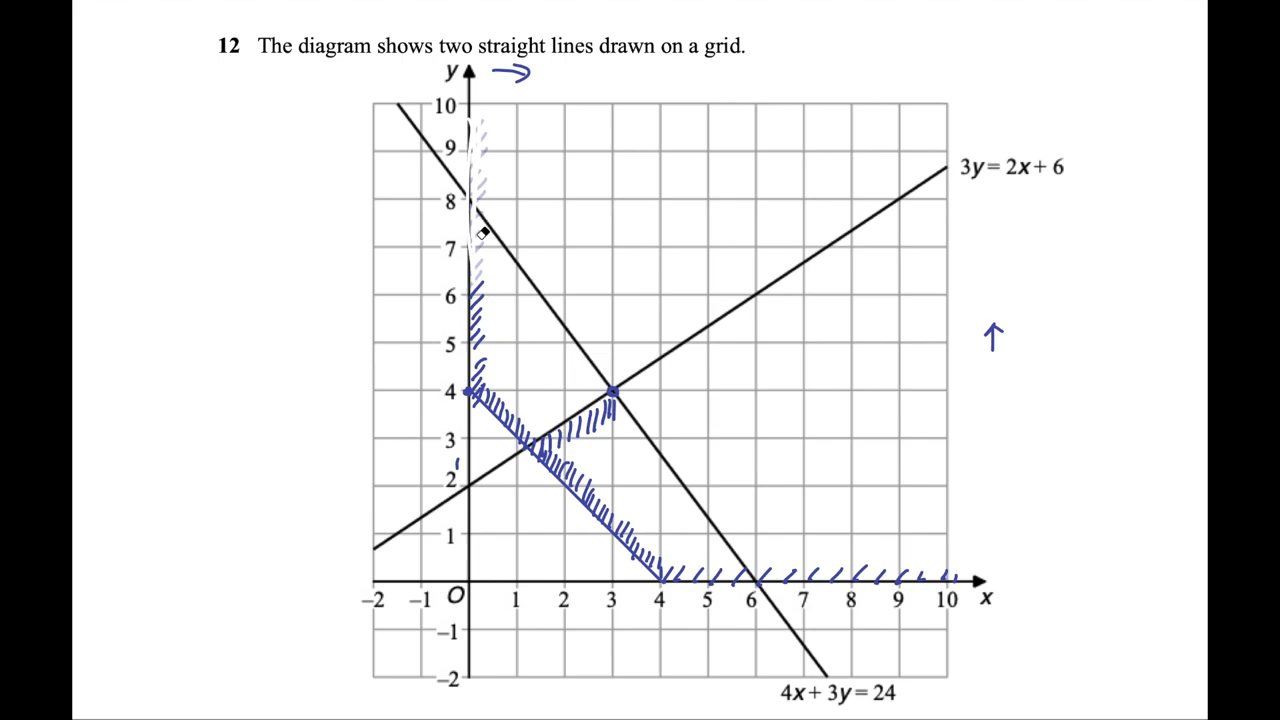 12 The diagram shows two straight lines drawn on a grid.
y
10
9
3y = 2x + 6
8
7
6
5
4
3
2
1
–2 –1 O 1 2 3 4 5 6 7 8 9 10 x
–1
–2
4x + 3y = 24